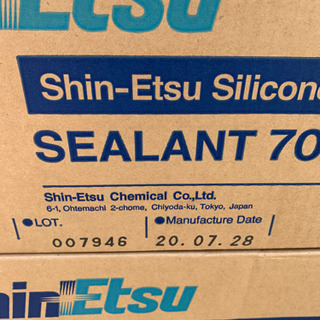 Etsu
Shin-Etsu Silicone
SEALANT 70
Shin-Etsu Chemical Co.,Ltd.
6-1, Ohtemachi 2-chome, Chiyoda-ku, Tokyo, Japan
●LOT. ●Manufacture Date
007946 20.07.28
hin Etsu